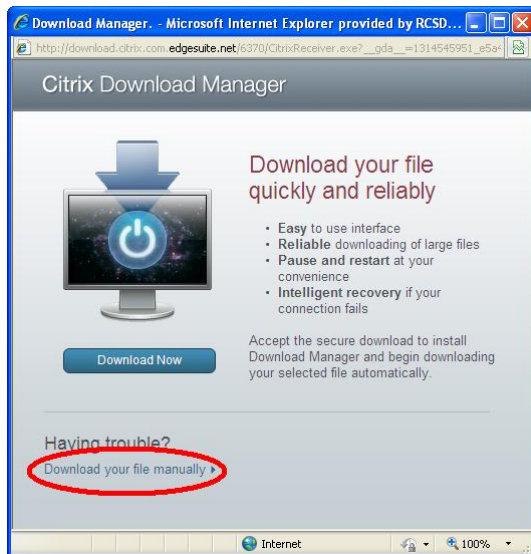 Download Manager. - Microsoft Internet Explorer provided by RCSD...
http://download.citrix.com.edgesuite.net/6370/CitrixReceiver.exe?__gda__=1314545951_e5a
Citrix Download Manager
Download your file
quickly and reliably
• Easy to use interface
• Reliable downloading of large files
• Pause and restart at your
convenience
• Intelligent recovery if your
connection fails
Accept the secure download to install
Download Manager and begin downloading
your selected file automatically.
Download Now
Having trouble?
Download your file manually
Internet
100%